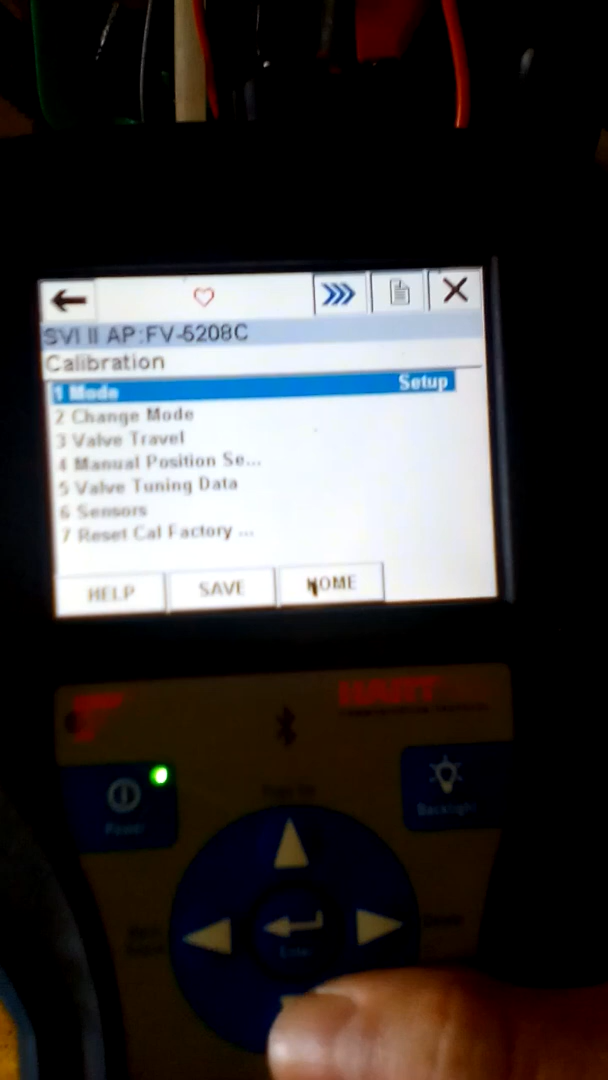 SVI II AP:FV-5208C
Calibration
1 Mode Setup
2 Change Mode
3 Valve Travel
4 Manual Position Se...
5 Valve Tuning Data
6 Sensors
7 Reset Cal Factory ...
HELP SAVE HOME
HART
Power
Backlight
Enter